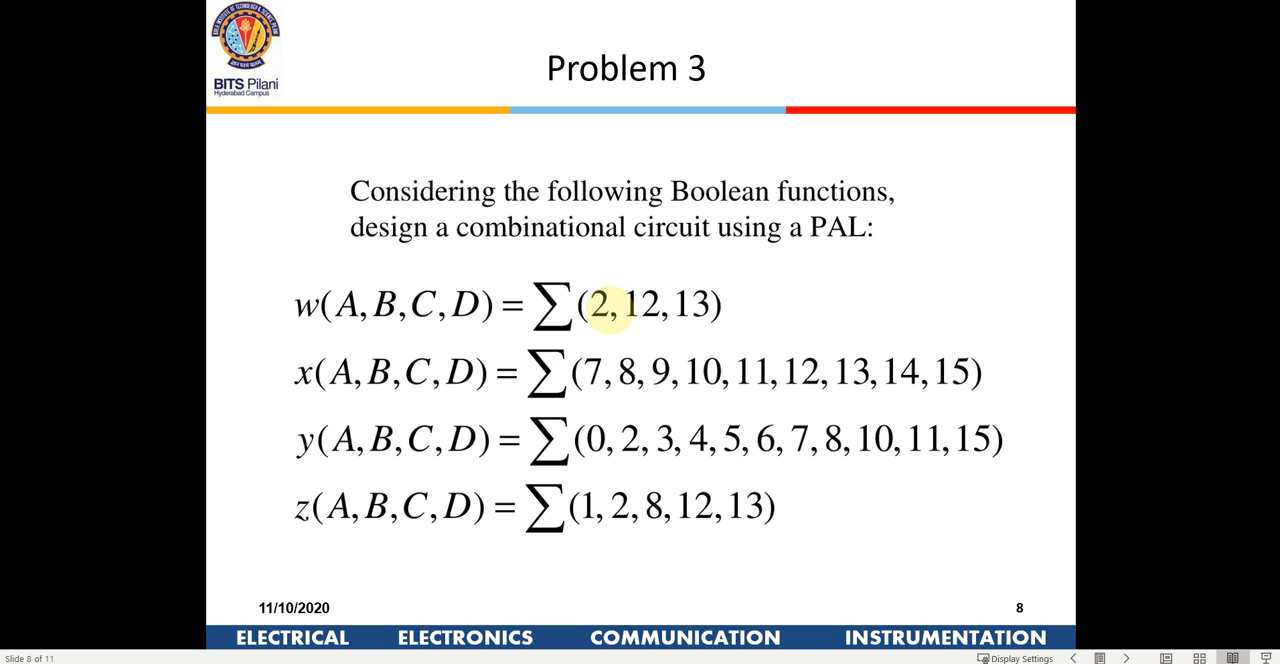 BITS Pilani
Hyderabad Campus
Problem 3
Considering the following Boolean functions,
design a combinational circuit using a PAL:
w(A, B, C, D) = ∑(2, 12, 13)
x(A, B, C, D) = ∑(7, 8, 9, 10, 11, 12, 13, 14, 15)
y(A, B, C, D) = ∑(0, 2, 3, 4, 5, 6, 7, 8, 10, 11, 15)
z(A, B, C, D) = ∑(1, 2, 8, 12, 13)
11/10/2020 8
ELECTRICAL ELECTRONICS COMMUNICATION INSTRUMENTATION
Slide 8 of 11 Display Settings